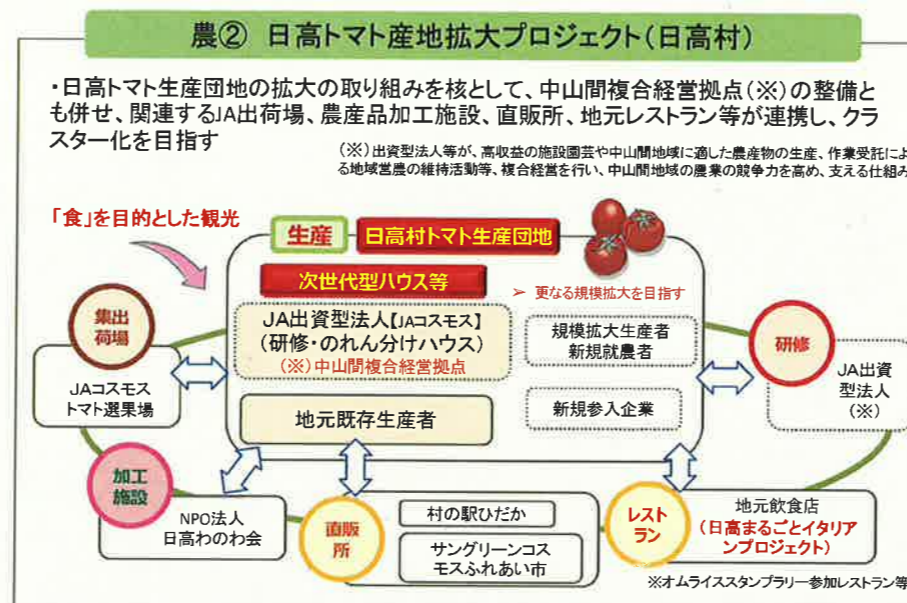 農② 日高トマト産地拡大プロジェクト(日高村)
・日高トマト生産団地の拡大の取り組みを核として、中山間複合経営拠点(※)の整備と
も併せ、関連するJA出荷場、農産品加工施設、直販所、地元レストラン等が連携し、クラ
スター化を目指す
(※)出資型法人等が、高収益の施設園芸や中山間地域に適した農産物の生産、作業受託によ
る地域営農の維持活動等、複合経営を行い、中山間地域の農業の競争力を高め、支える仕組み
「食」を目的とした観光
生産
日高村トマト生産団地
次世代型ハウス等
➢ 更なる規模拡大を目指す
JA出資型法人【JAコスモス】
(研修・のれん分けハウス)
(※)中山間複合経営拠点
規模拡大生産者
新規就農者
地元既存生産者
新規参入企業
集出
荷場
JAコスモス
トマト選果場
研修
JA出資
型法人
(※)
加工
施設
NPO法人
日高わのわ会
直販
所
村の駅ひだか
サングリーンコス
モスふれあい市
レスト
ラン
地元飲食店
(日高まるごとイタリア
ンプロジェクト)
※オムライススタンプラリー参加レストラン等